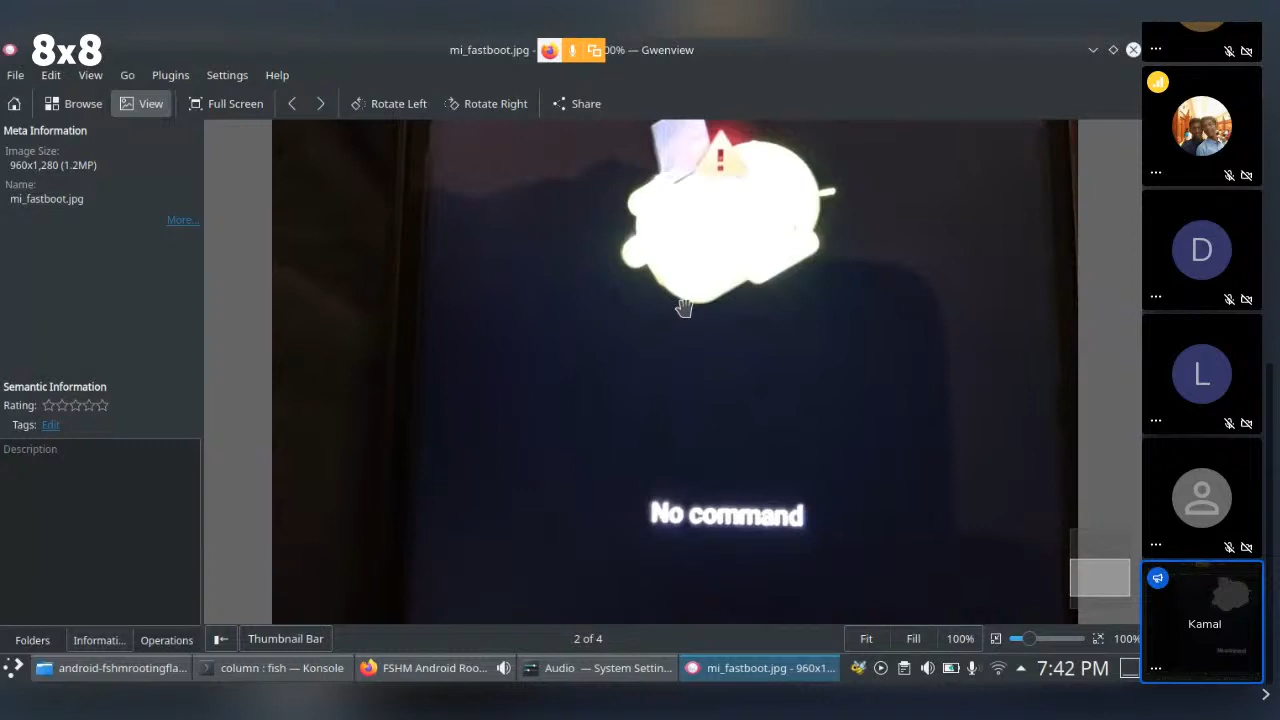 8x8
mi_fastboot.jpg -
00% — Gwenview
File Edit View Go Plugins Settings Help
Browse View Full Screen Rotate Left Rotate Right Share
Meta Information
Image Size:
960x1,280 (1.2MP)
Name:
mi_fastboot.jpg
More...
No command
Semantic Information
Rating:
Tags: Edit
Description
Folders Informati... Operations Thumbnail Bar 2 of 4 Fit Fill 100% 100%
android-fshmrootingfla... column : fish — Konsole FSHM Android Roo... Audio — System Settin... mi_fastboot.jpg - 960x1... 7:42 PM
D
L
Kamal
No command